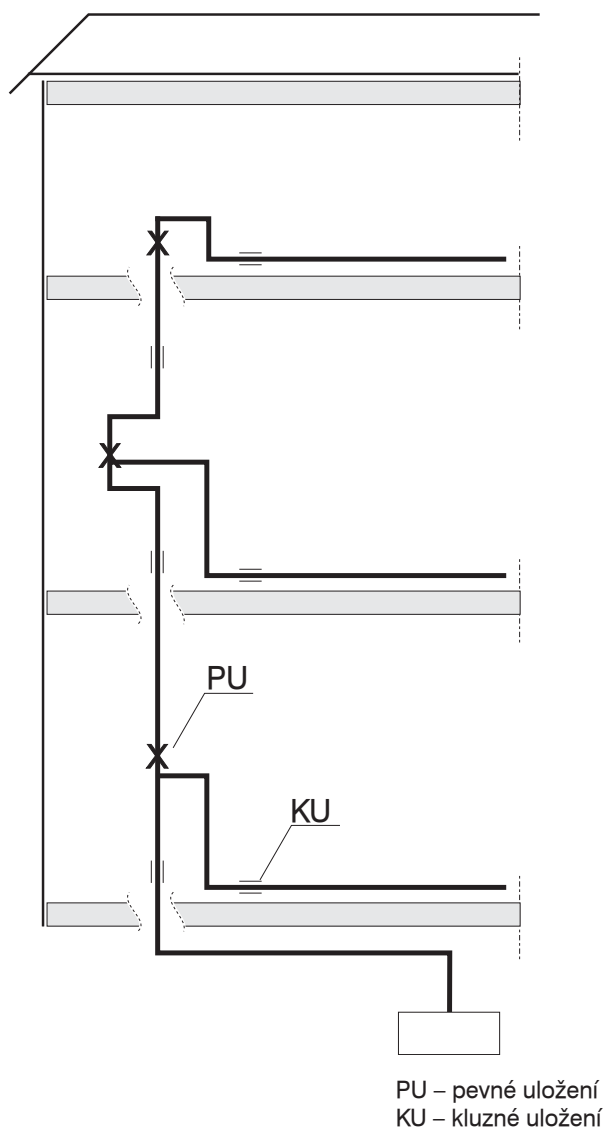 PU
KU
PU – pevné uložení
KU – kluzné uložení